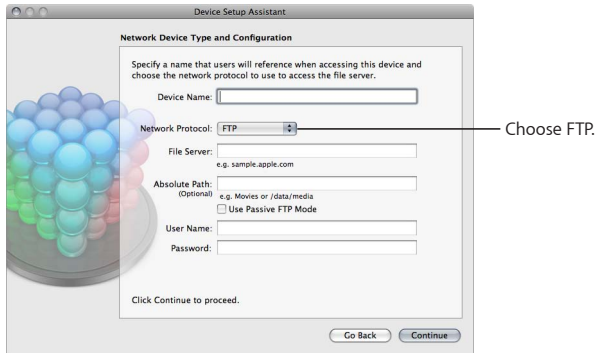 Device Setup Assistant
Network Device Type and Configuration
Specify a name that users will reference when accessing this device and
choose the network protocol to use to access the file server.
Device Name:
Network Protocol: FTP
Choose FTP.
File Server:
e.g. sample.apple.com
Absolute Path:
(Optional)
e.g. Movies or /data/media
Use Passive FTP Mode
User Name:
Password:
Click Continue to proceed.
Go Back
Continue